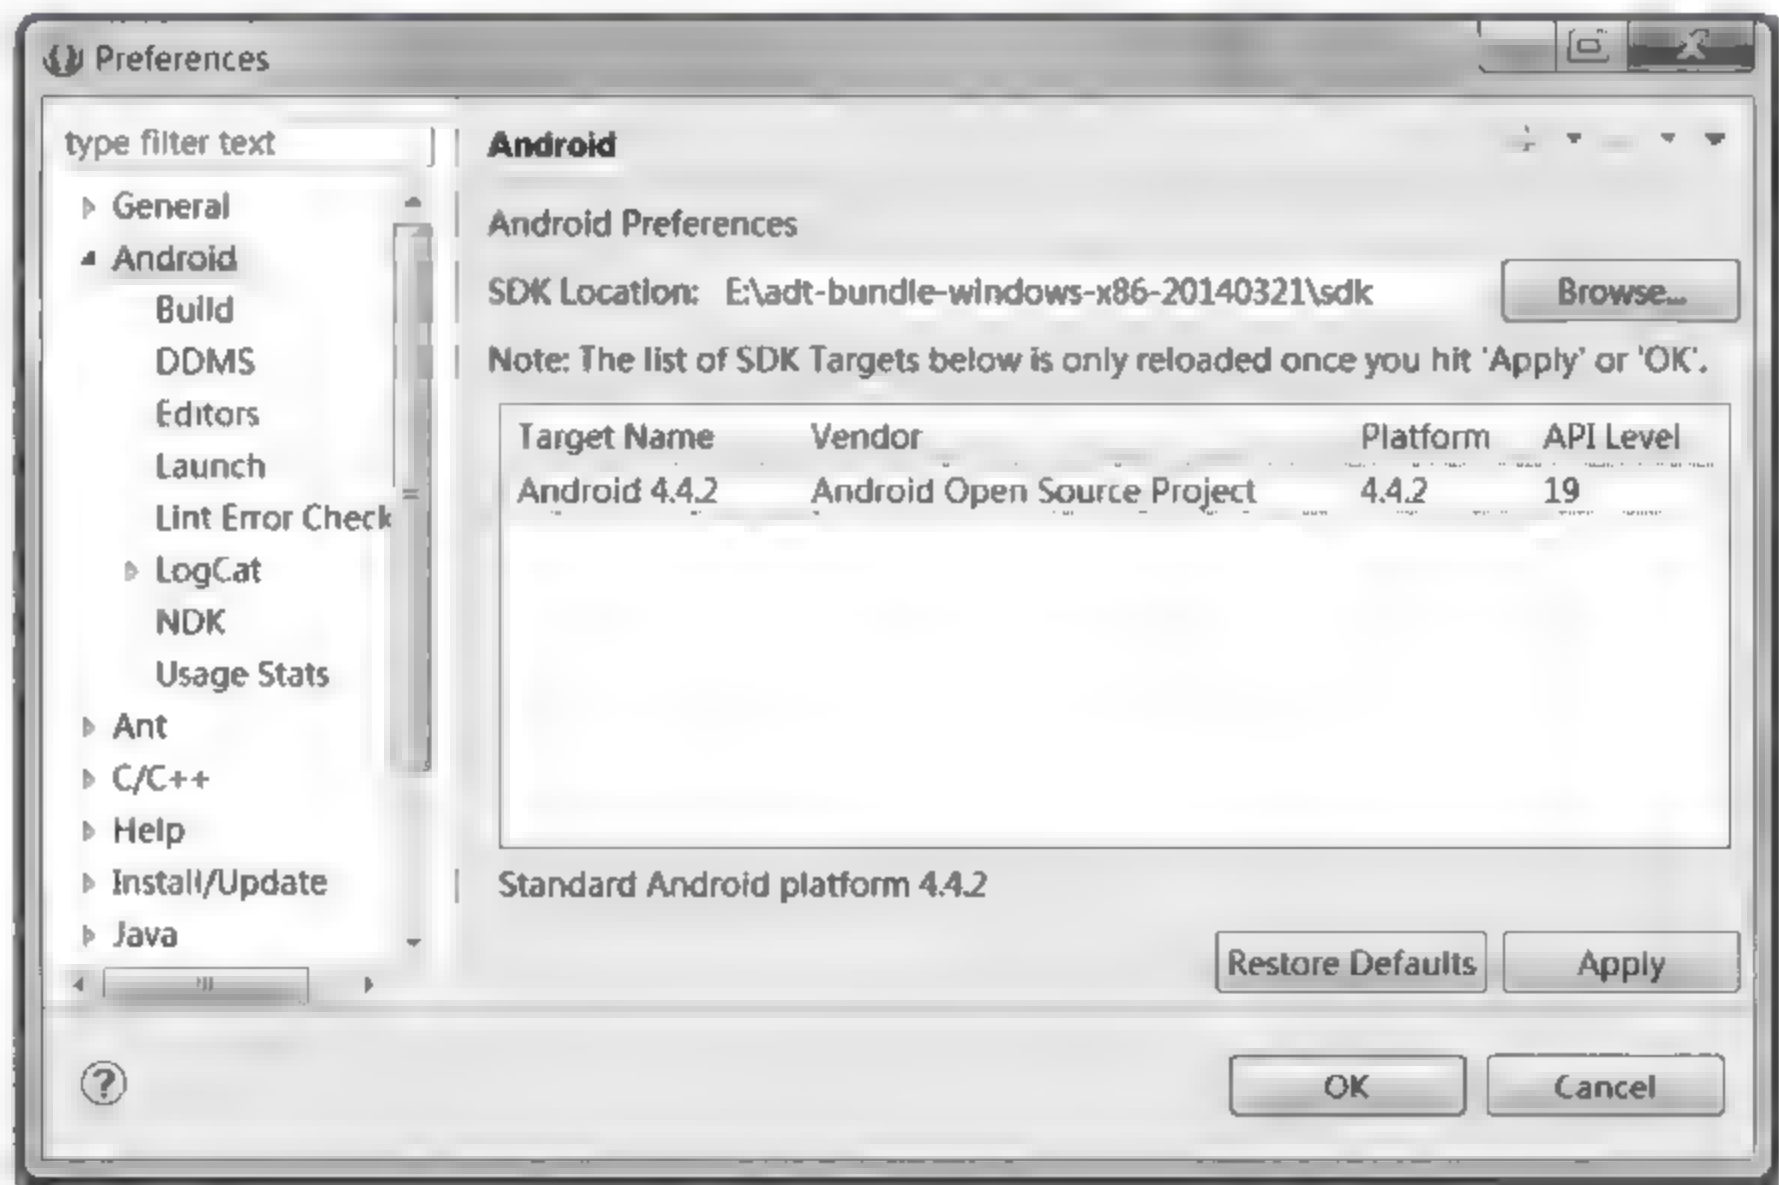 Preferences
type filter text
General
Android
Build
DDMS
Editors
Launch
Lint Error Check
LogCat
NDK
Usage Stats
Ant
C/C++
Help
Install/Update
Java
Android
Android Preferences
SDK Location: E:\adt-bundle-windows-x86-20140321\sdk Browse...
Note: The list of SDK Targets below is only reloaded once you hit 'Apply' or 'OK'.
Target Name Vendor Platform API Level
Android 4.4.2 Android Open Source Project 4.4.2 19
Standard Android platform 4.4.2
Restore Defaults Apply
OK Cancel